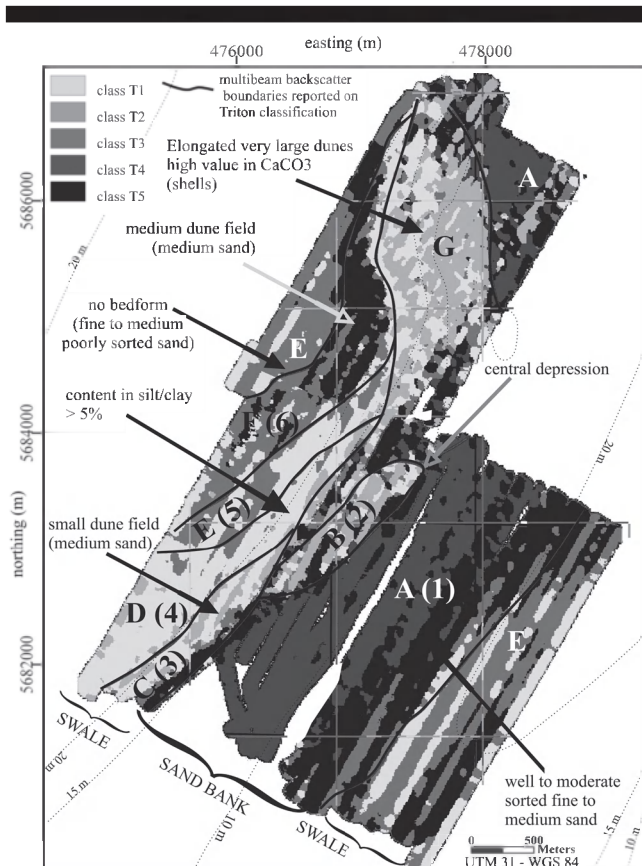 easting (m)
476000
478000
class T1
class T2
class T3
class T4
class T5
multibeam backscatter
boundaries reported on
Triton classification
Elongated very large dunes
high value in CaCO3
(shells)
A
5686000
20 m
G
medium dune field
(medium sand)
no bedform
(fine to medium
poorly sorted sand)
E
central depression
content in silt/clay
> 5%
(6)
5684000
20 m
northing (m)
E (5)
B (2)
small dune field
(medium sand)
A (1)
D (4)
E
5682000
C (3)
SWALE
20 m
15 m
SAND BANK
10 m
SWALE
well to moderate
sorted fine to
medium sand
15 m
10 m
0 500
Meters
UTM 31 - WGS 84